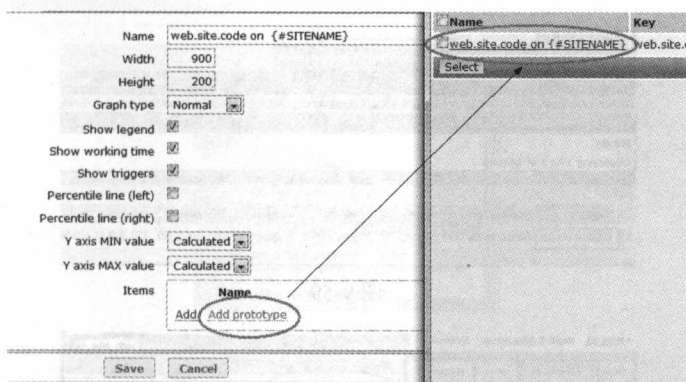 Name web.site.code on {#SITENAME}
Width 900
Height 200
Graph type Normal
Show legend
Show working time
Show triggers
Percentile line (left)
Percentile line (right)
Y axis MIN value Calculated
Y axis MAX value Calculated
Items Name
Add Add prototype
Save Cancel
Name Key
web.site.code on {#SITENAME} web.site.
Select